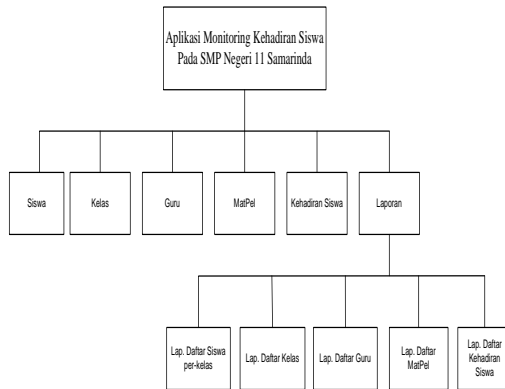 Aplikasi Monitoring Kehadiran Siswa
Pada SMP Negeri 11 Samarinda
Siswa
Kelas
Guru
MatPel
Kehadiran Siswa
Laporan
Lap. Daftar Siswa
per-kelas
Lap. Daftar Kelas
Lap. Daftar Guru
Lap. Daftar
MatPel
Lap. Daftar
Kehadiran
Siswa